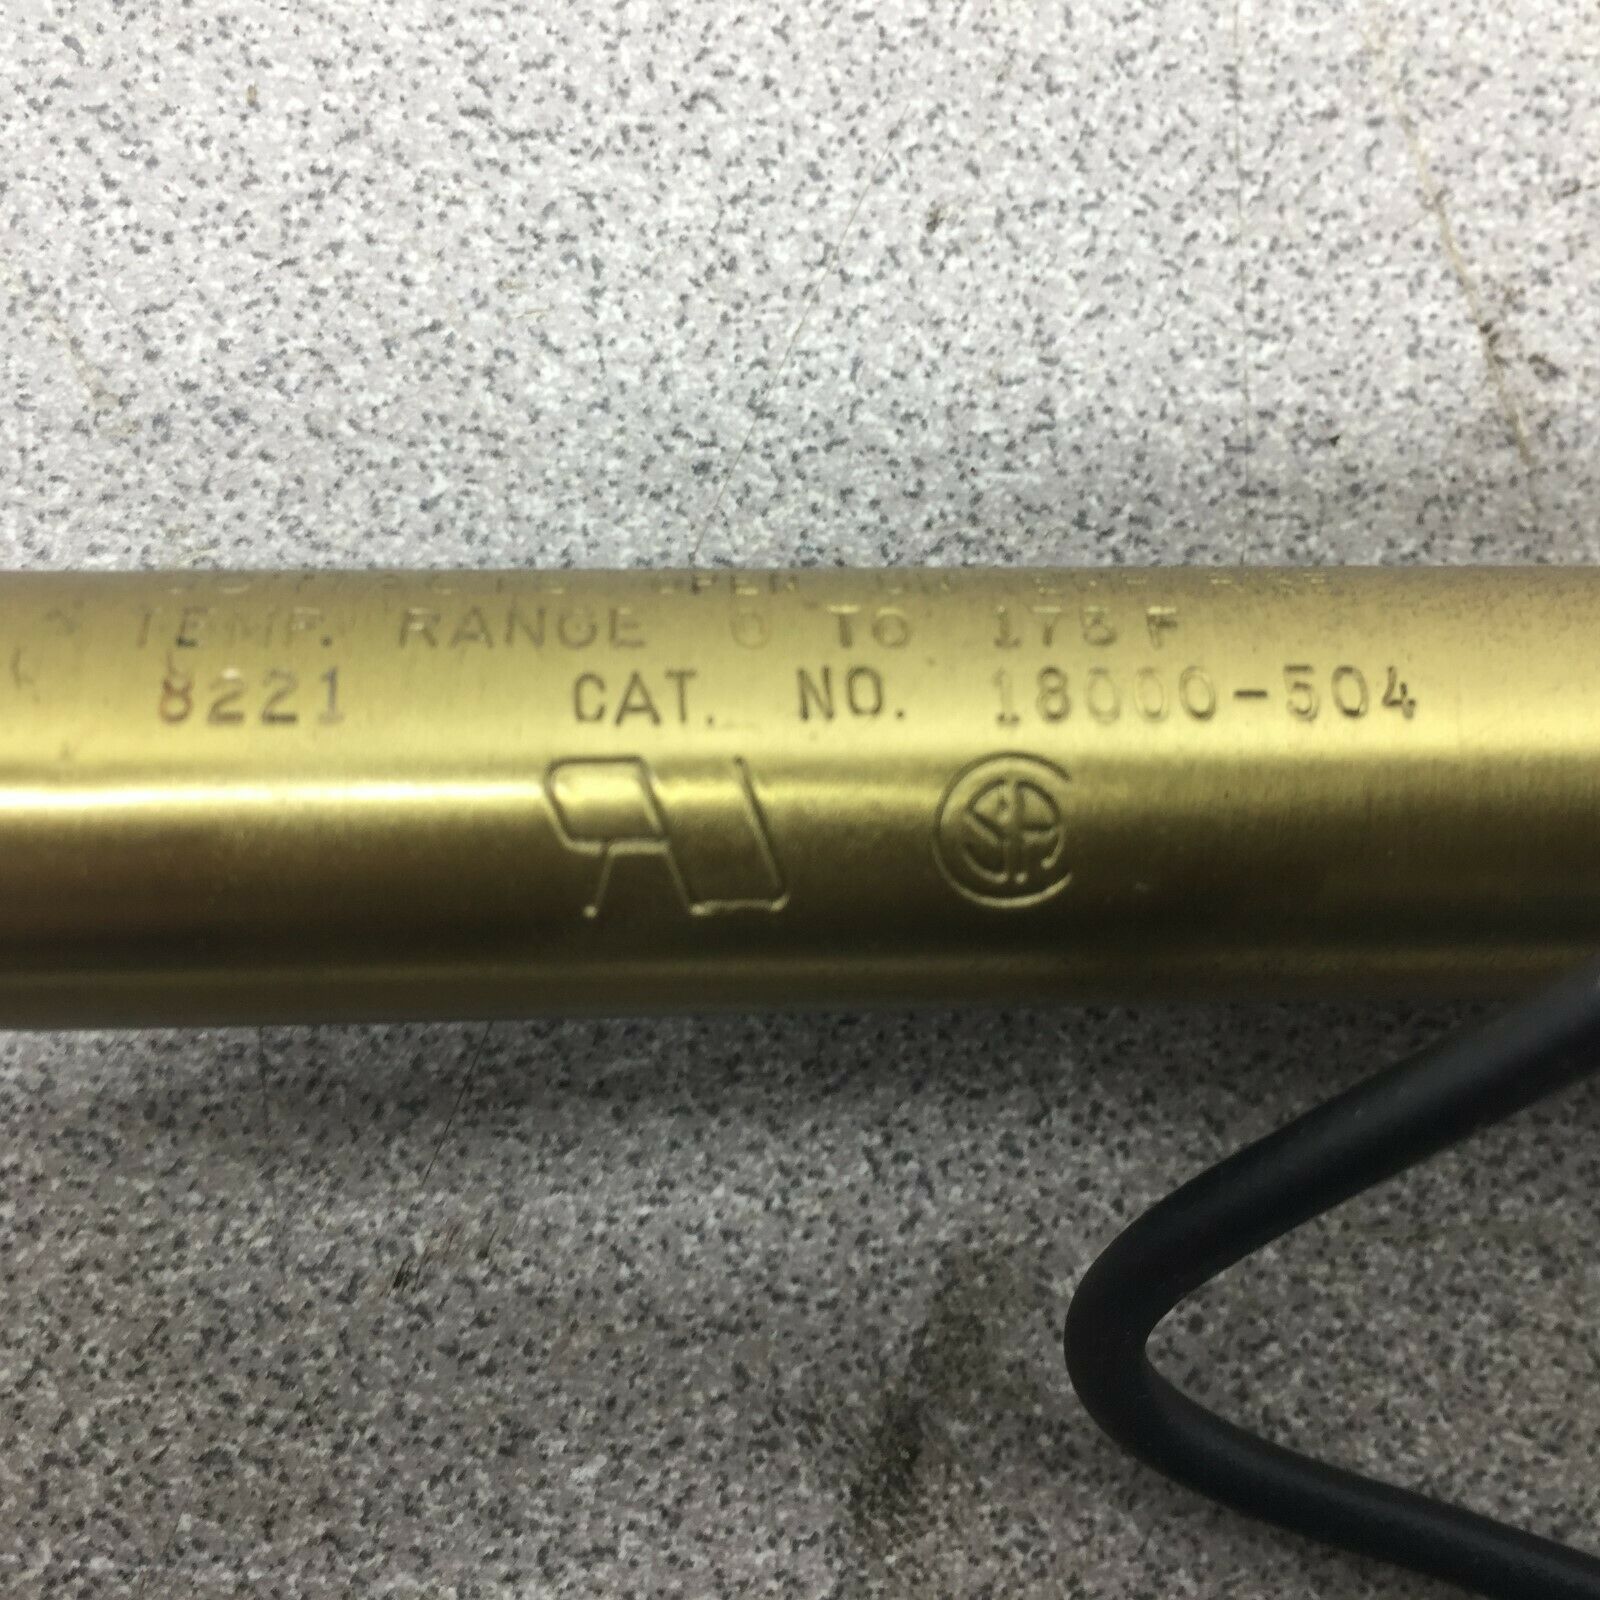 TEMP. RANGE 0 TO 175 F
8221 CAT. NO. 18000-504